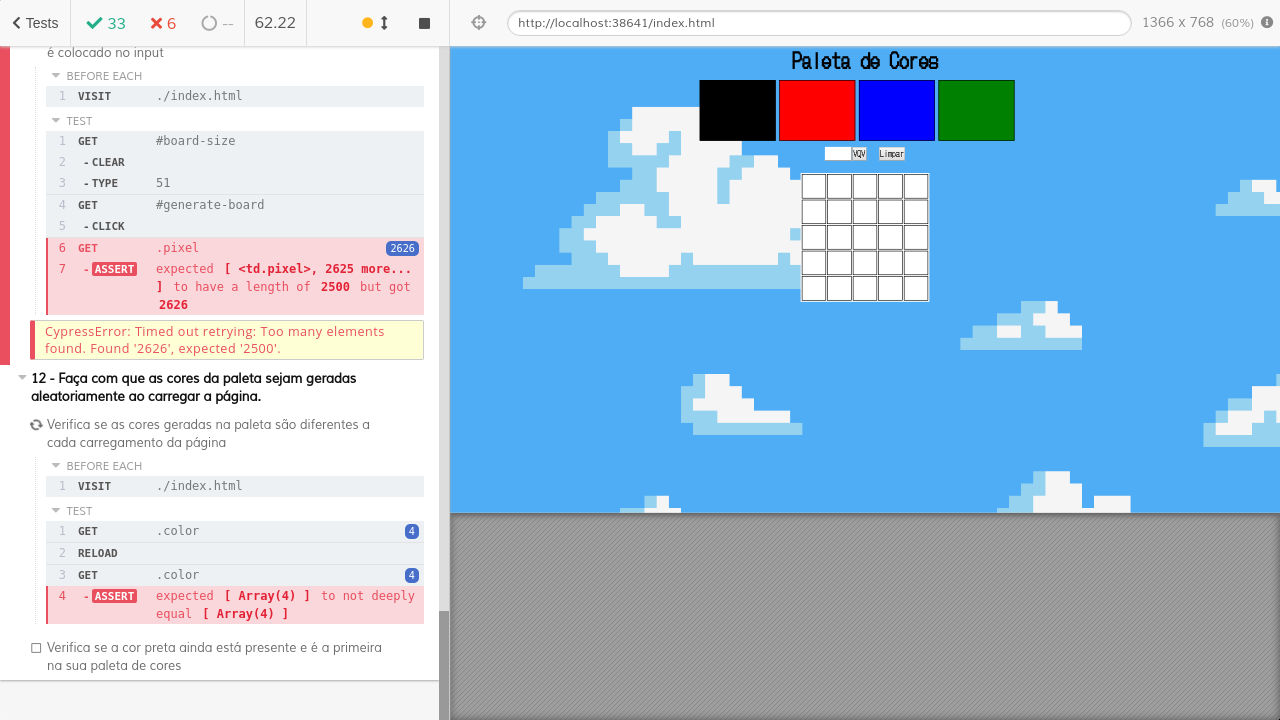 Tests 33 6 -- 62.22 http://localhost:38641/index.html 1366 x 768 (60%)
é colocado no input
BEFORE EACH
1 VISIT ./index.html
TEST
1 GET #board-size
2 - CLEAR
3 - TYPE 51
4 GET #generate-board
5 - CLICK
6 GET .pixel 2626
7 - ASSERT expected [ <td.pixel>, 2625 more...
] to have a length of 2500 but got
2626
CypressError: Timed out retrying: Too many elements
found. Found '2626', expected '2500'.
12 - Faça com que as cores da paleta sejam geradas
aleatoriamente ao carregar a página.
Verifica se as cores geradas na paleta são diferentes a
cada carregamento da página
BEFORE EACH
1 VISIT ./index.html
TEST
1 GET .color 4
2 RELOAD
3 GET .color 4
4 - ASSERT expected [ Array(4) ] to not deeply
equal [ Array(4) ]
Verifica se a cor preta ainda está presente e é a primeira
na sua paleta de cores
Paleta de Cores
VQV Limpar